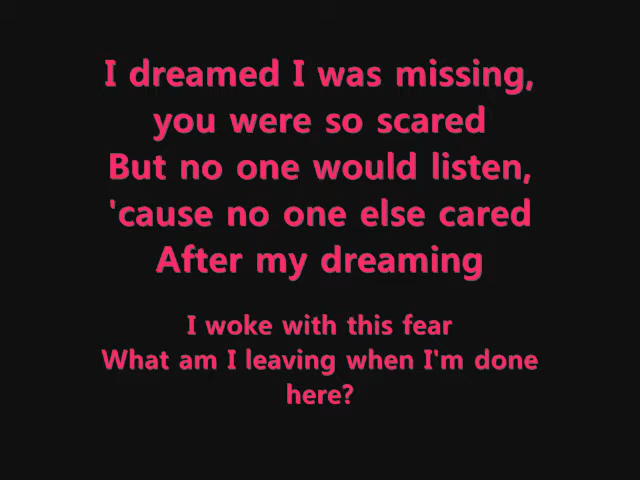 I dreamed I was missing,
you were so scared
But no one would listen,
'cause no one else cared
After my dreaming
I woke with this fear
What am I leaving when I'm done
here?